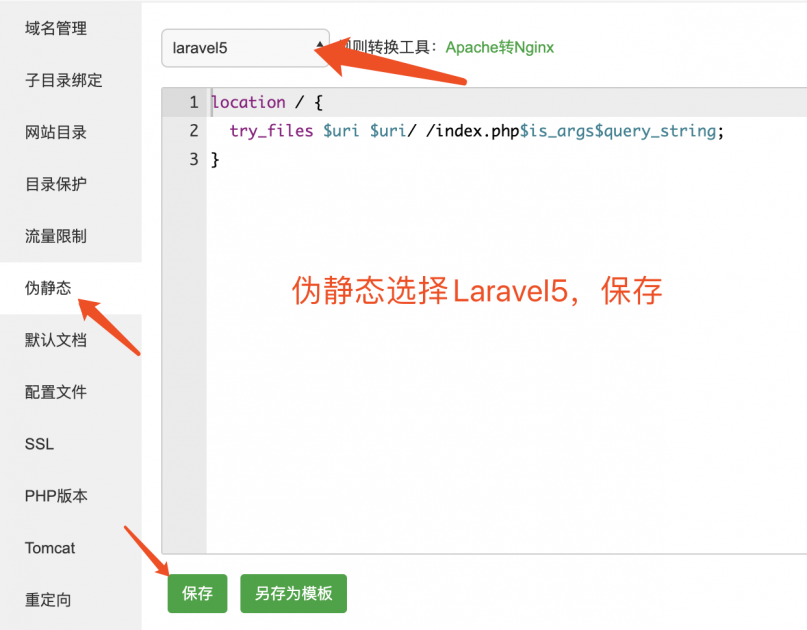 域名管理
子目录绑定
网站目录
目录保护
流量限制
伪静态
默认文档
配置文件
SSL
PHP版本
Tomcat
重定向
laravel5
则转换工具：Apache转Nginx
1 location / {
2 try_files $uri $uri/ /index.php$is_args$query_string;
3 }
伪静态选择Laravel5，保存
保存 另存为模板